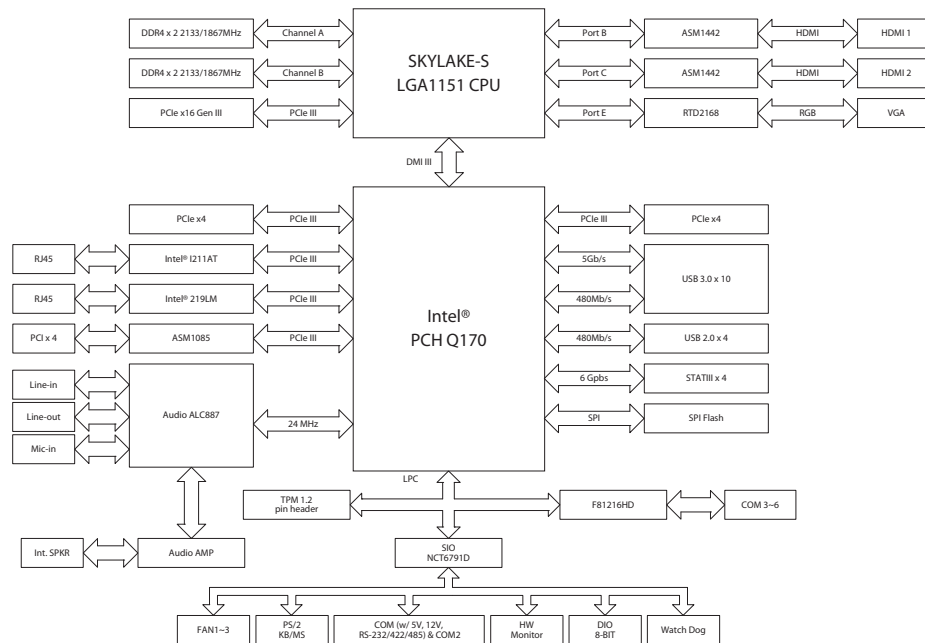 DDR4 x 2 2133/1867MHz
Channel A
SKYLAKE-S
LGA1151 CPU
Port B
ASM1442
HDMI
HDMI 1
DDR4 x 2 2133/1867MHz
Channel B
Port C
ASM1442
HDMI
HDMI 2
PCIe x16 Gen III
PCIe III
Port E
RTD2168
RGB
VGA
DMI III
PCIe x4
PCIe III
Intel®
PCH Q170
PCIe III
PCIe x4
RJ45
Intel® I211AT
PCIe III
5Gb/s
USB 3.0 x 10
RJ45
Intel® 219LM
PCIe III
480Mb/s
PCI x 4
ASM1085
PCIe III
480Mb/s
USB 2.0 x 4
Line-in
Line-out
Mic-in
Audio ALC887
24 MHz
6 Gpbs
STATIII x 4
SPI
SPI Flash
LPC
TPM 1.2
pin header
F81216HD
COM 3~6
Int. SPKR
Audio AMP
SIO
NCT6791D
FAN1~3
PS/2
KB/MS
COM (w/ 5V, 12V,
RS-232/422/485) & COM2
HW
Monitor
DIO
8-BIT
Watch Dog